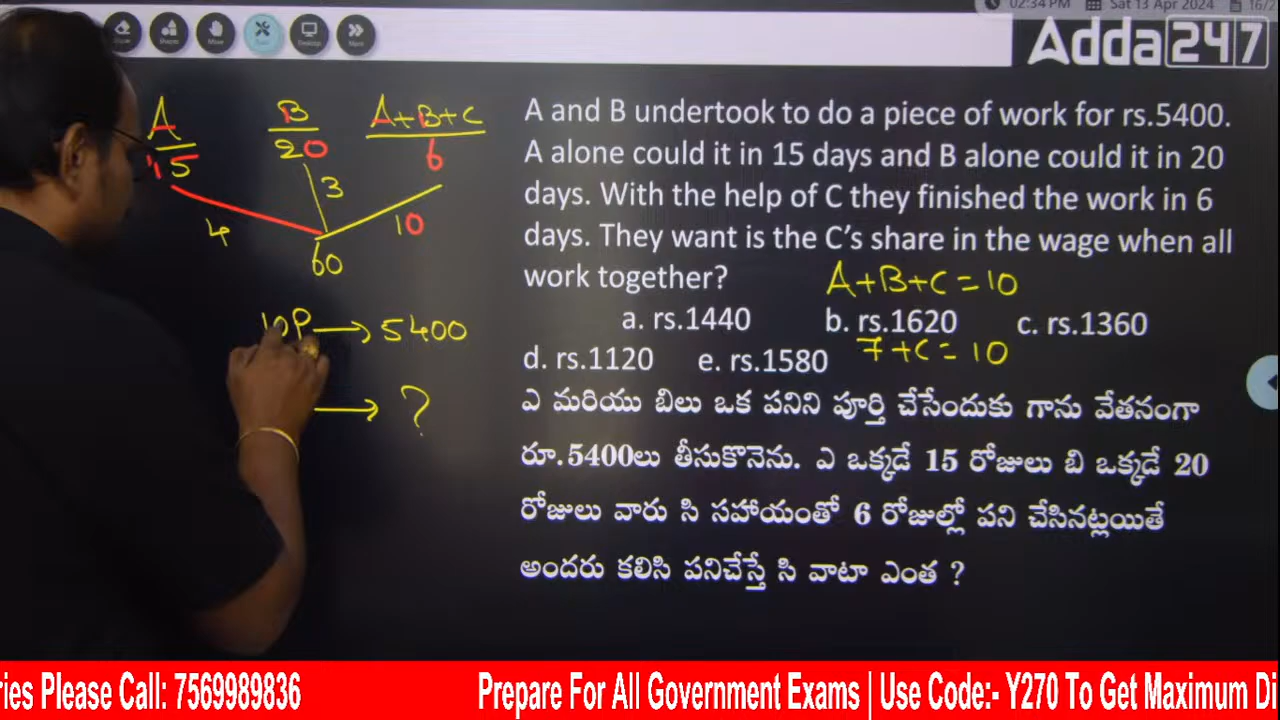 02:34 PM Sat 13 Apr 2024
Adda 247
A B A+B+C
15 20 6
4 3 10
60
10P → 5400
→ ?
A and B undertook to do a piece of work for rs.5400.
A alone could it in 15 days and B alone could it in 20
days. With the help of C they finished the work in 6
days. They want is the C's share in the wage when all
work together?
A+B+C = 10
a. rs.1440 b. rs.1620 c. rs.1360
7+C = 10
d. rs.1120 e. rs.1580
ఎ మరియు బిలు ఒక పనిని పూర్తి చేసేందుకు గాను వేతనంగా
రూ.5400లు తీసుకొనెను. ఎ ఒక్కడే 15 రోజులు బి ఒక్కడే 20
రోజులు వారు సి సహాయంతో 6 రోజుల్లో పని చేసినట్లయితే
అందరు కలిసి పనిచేస్తే సి వాటా ఎంత ?
Please Call: 7569989836 Prepare For All Government Exams | Use Code:- Y270 To Get Maximum